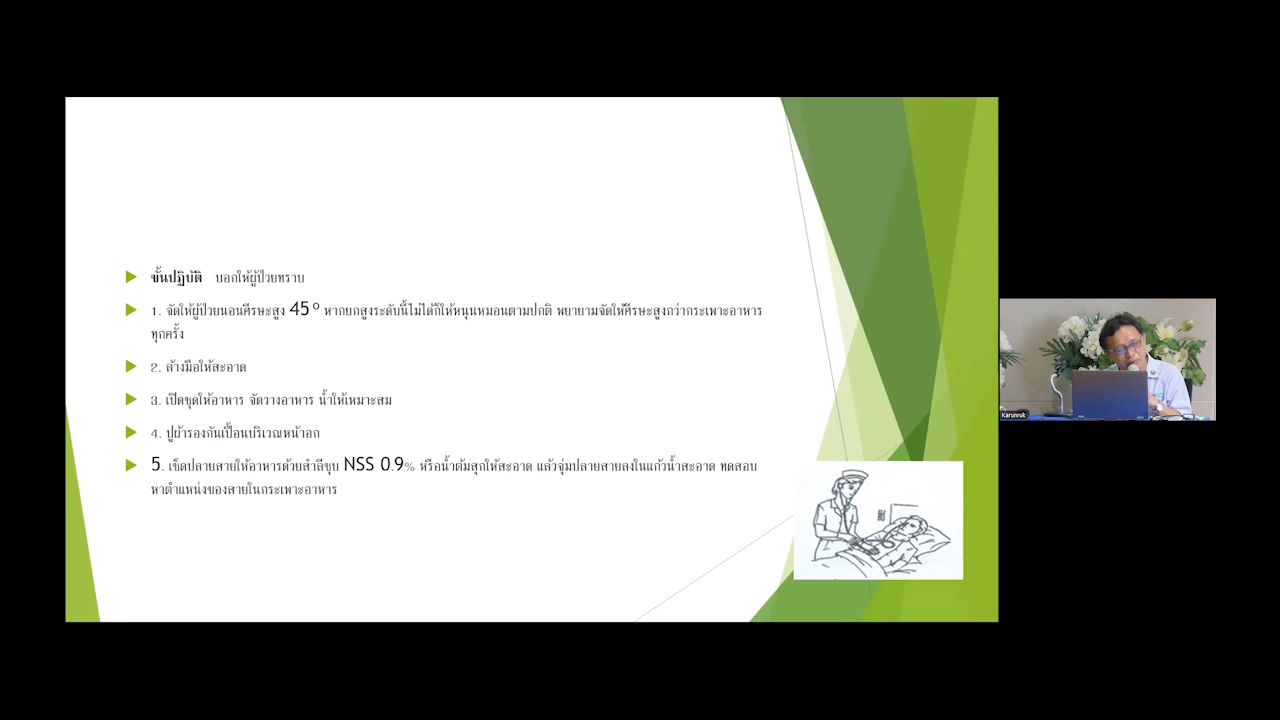 ขั้นปฏิบัติ บอกให้ผู้ป่วยทราบ
1. จัดให้ผู้ป่วยนอนศีรษะสูง 45 º หากยกสูงระดับนี้ไม่ได้ก็ให้หนุนหมอนตามปกติ พยายามจัดให้ศีรษะสูงกว่ากระเพาะอาหาร
ทุกครั้ง
2. ล้างมือให้สะอาด
3. เปิดชุดให้อาหาร จัดวางอาหาร น้ำให้เหมาะสม
4. ปูผ้ารองกันเปื้อนบริเวณหน้าอก
5. เช็ดปลายสายให้อาหารด้วยสำลีชุบ NSS 0.9% หรือน้ำต้มสุกให้สะอาด แล้วจุ่มปลายสายลงในแก้วน้ำสะอาด ทดสอบ
หาตำแหน่งของสายในกระเพาะอาหาร
Karunruk